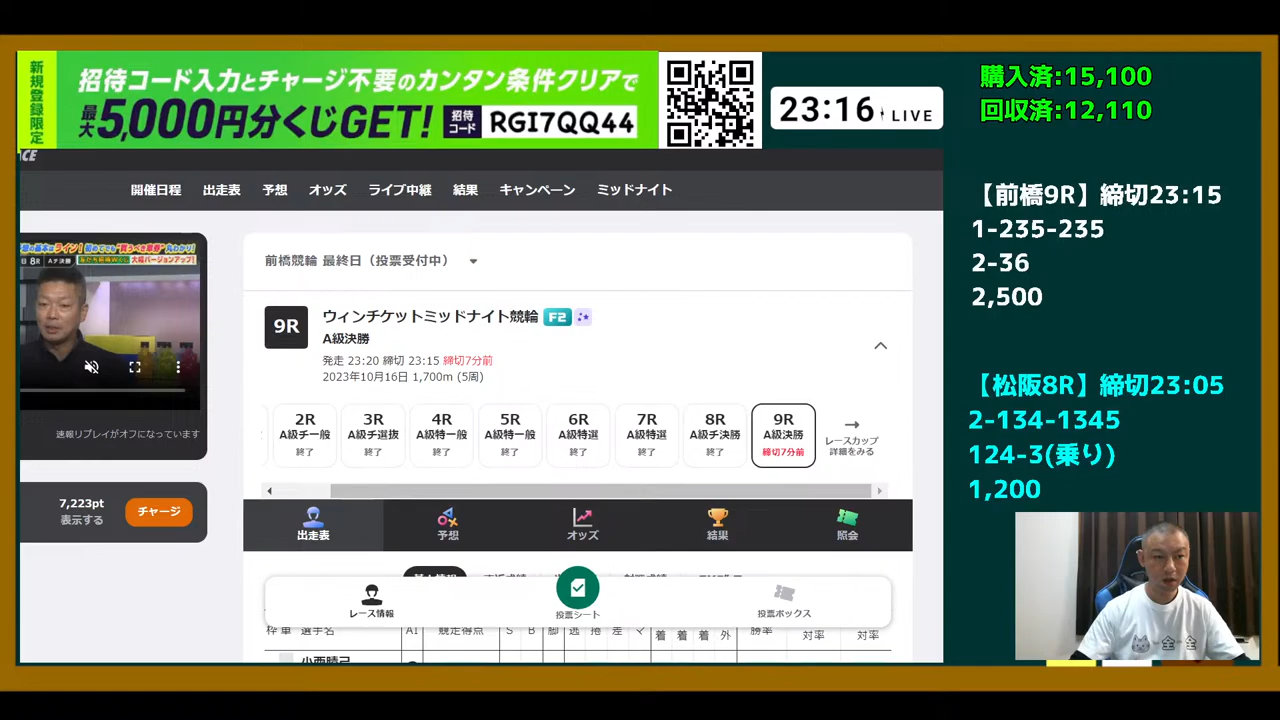 新規登録限定
招待コード入力とチャージ不要のカンタン条件クリアで
最大5,000円分くじGET! 招待コード RGI7QQ44
23:16 LIVE
購入済:15,100
回収済:12,110
開催日程 出走表 予想 オッズ ライブ中継 結果 キャンペーン ミッドナイト
前橋競輪 最終日（投票受付中） ▼
9R
ウィンチケットミッドナイト競輪 F2
A級決勝
発走 23:20 締切 23:15 締切7分前
2023年10月16日 1,700m (5周)
2R 3R 4R 5R 6R 7R 8R 9R →
A級チ一般 A級チ選抜 A級特一般 A級特一般 A級特選 A級特選 A級チ決勝 A級決勝 レースカップ
終了 終了 終了 終了 終了 終了 終了 締切7分前 詳細をみる
速報リプレイがオフになっています
7,223pt
表示する
チャージ
出走表 予想 オッズ 結果 照会
レース情報 投票シート 投票ボックス
枠 車 選手名 AI 競走得点 S B 脚 逃 捲 差 マ 着 着 着 外 勝率 対率 対率
【前橋9R】締切23:15
1-235-235
2-36
2,500
【松阪8R】締切23:05
2-134-1345
124-3(乗り)
1,200